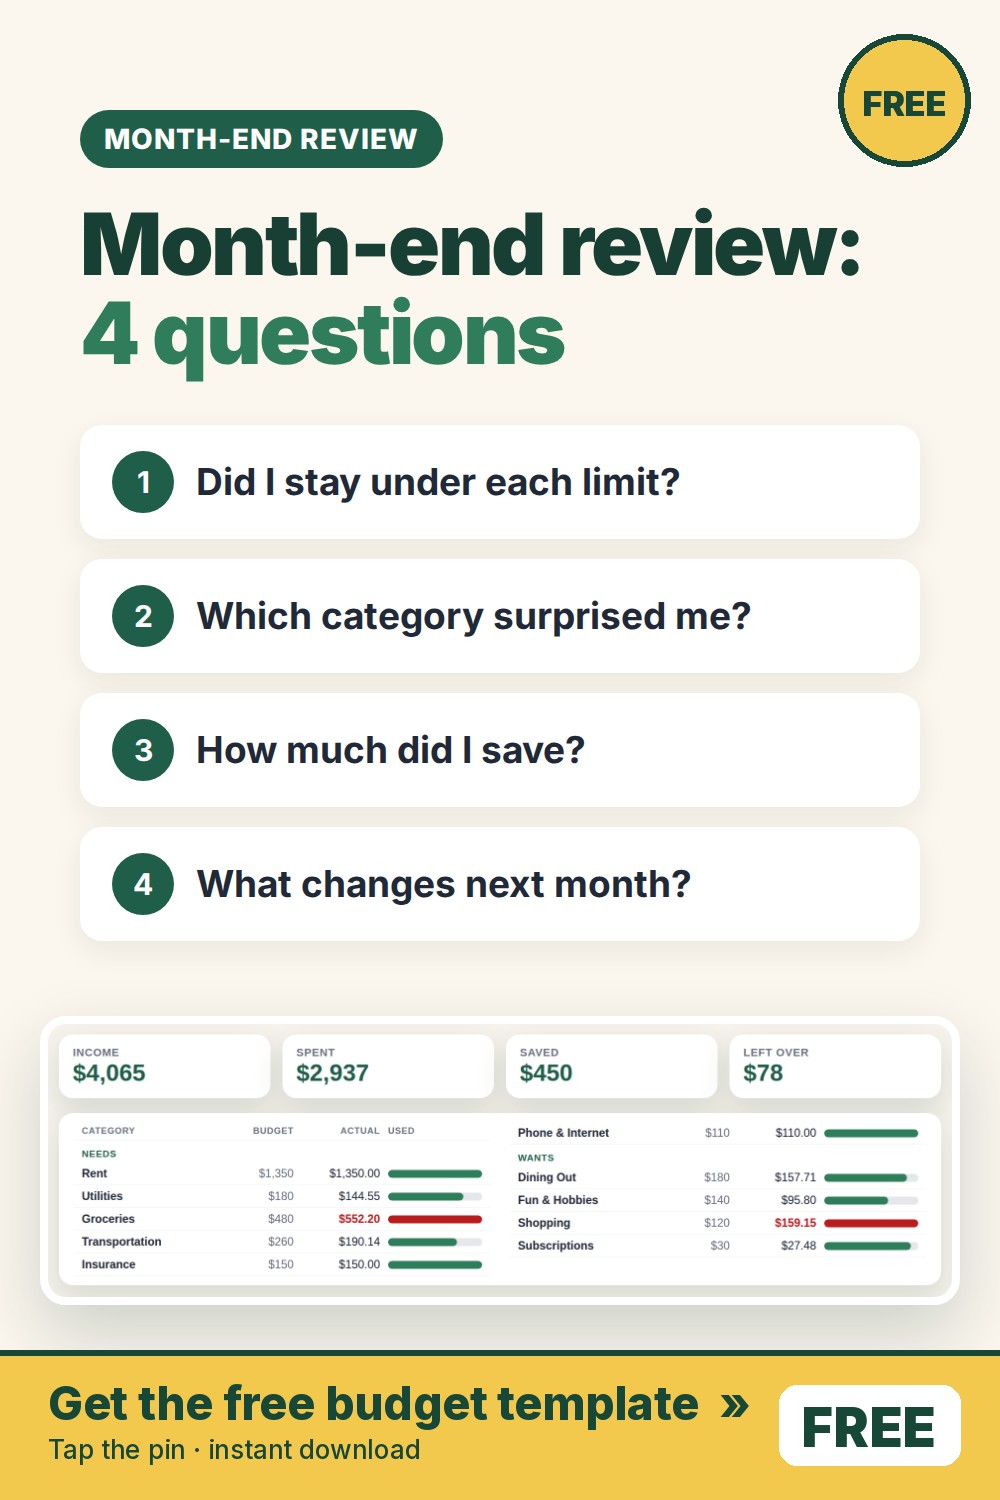 FREE
MONTH-END REVIEW
Month-end review:
4 questions
1 Did I stay under each limit?
2 Which category surprised me?
3 How much did I save?
4 What changes next month?
INCOME
$4,065
SPENT
$2,937
SAVED
$450
LEFT OVER
$78
CATEGORY BUDGET ACTUAL USED
NEEDS
Rent $1,350 $1,350.00
Utilities $180 $144.55
Groceries $480 $552.20
Transportation $260 $190.14
Insurance $150 $150.00
Phone & Internet $110 $110.00
WANTS
Dining Out $180 $157.71
Fun & Hobbies $140 $95.80
Shopping $120 $159.15
Subscriptions $30 $27.48
Get the free budget template »
Tap the pin · instant download
FREE